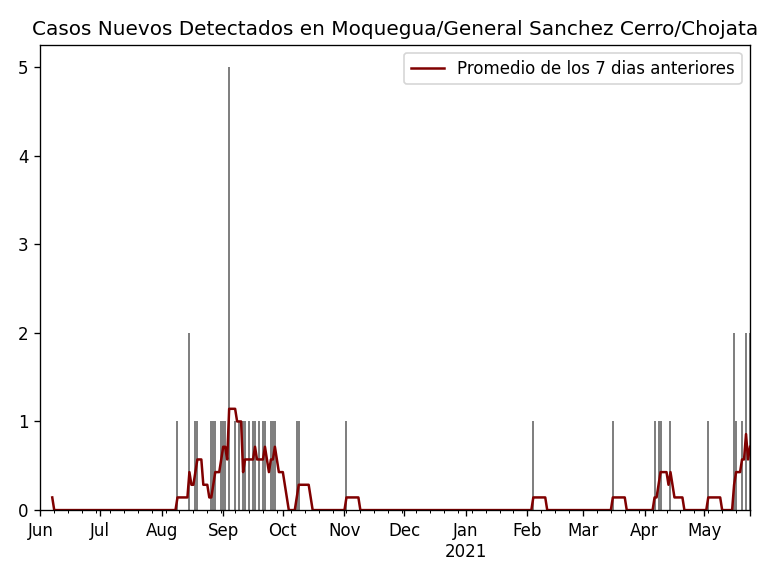 Casos Nuevos Detectados en Moquegua/General Sanchez Cerro/Chojata
Promedio de los 7 dias anteriores
5
4
3
2
1
0
Jun Jul Aug Sep Oct Nov Dec Jan Feb Mar Apr May
2021